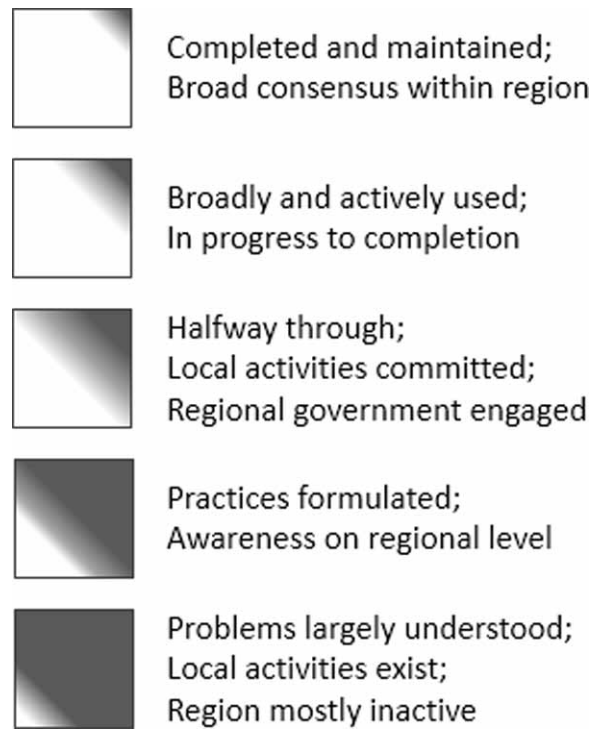 Completed and maintained;
Broad consensus within region
Broadly and actively used;
In progress to completion
Halfway through;
Local activities committed;
Regional government engaged
Practices formulated;
Awareness on regional level
Problems largely understood;
Local activities exist;
Region mostly inactive